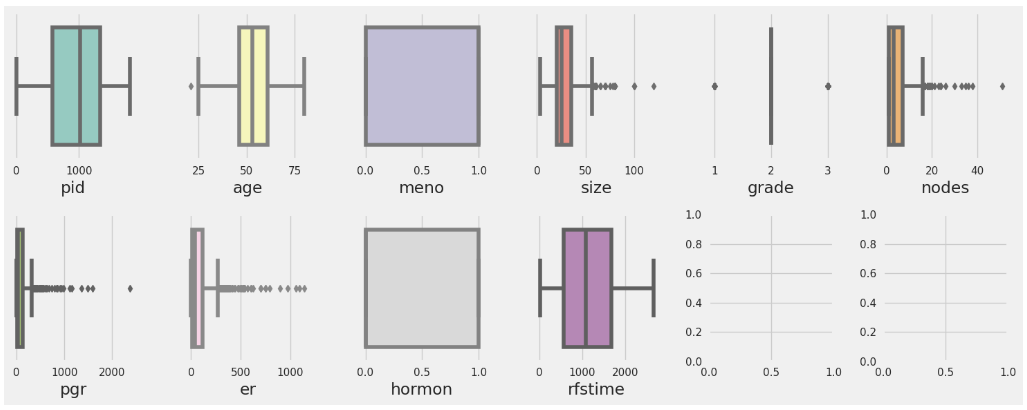 0 1000
pid
25 50 75
age
0.0 0.5 1.0
meno
0 50 100
size
1 2 3
grade
0 20 40
nodes
0 1000 2000
pgr
0 500 1000
er
0.0 0.5 1.0
hormon
0 1000 2000
rfstime
1.0
0.8
0.6
0.4
0.2
0.0
0.0 0.5 1.0
1.0
0.8
0.6
0.4
0.2
0.0
0.0 0.5 1.0